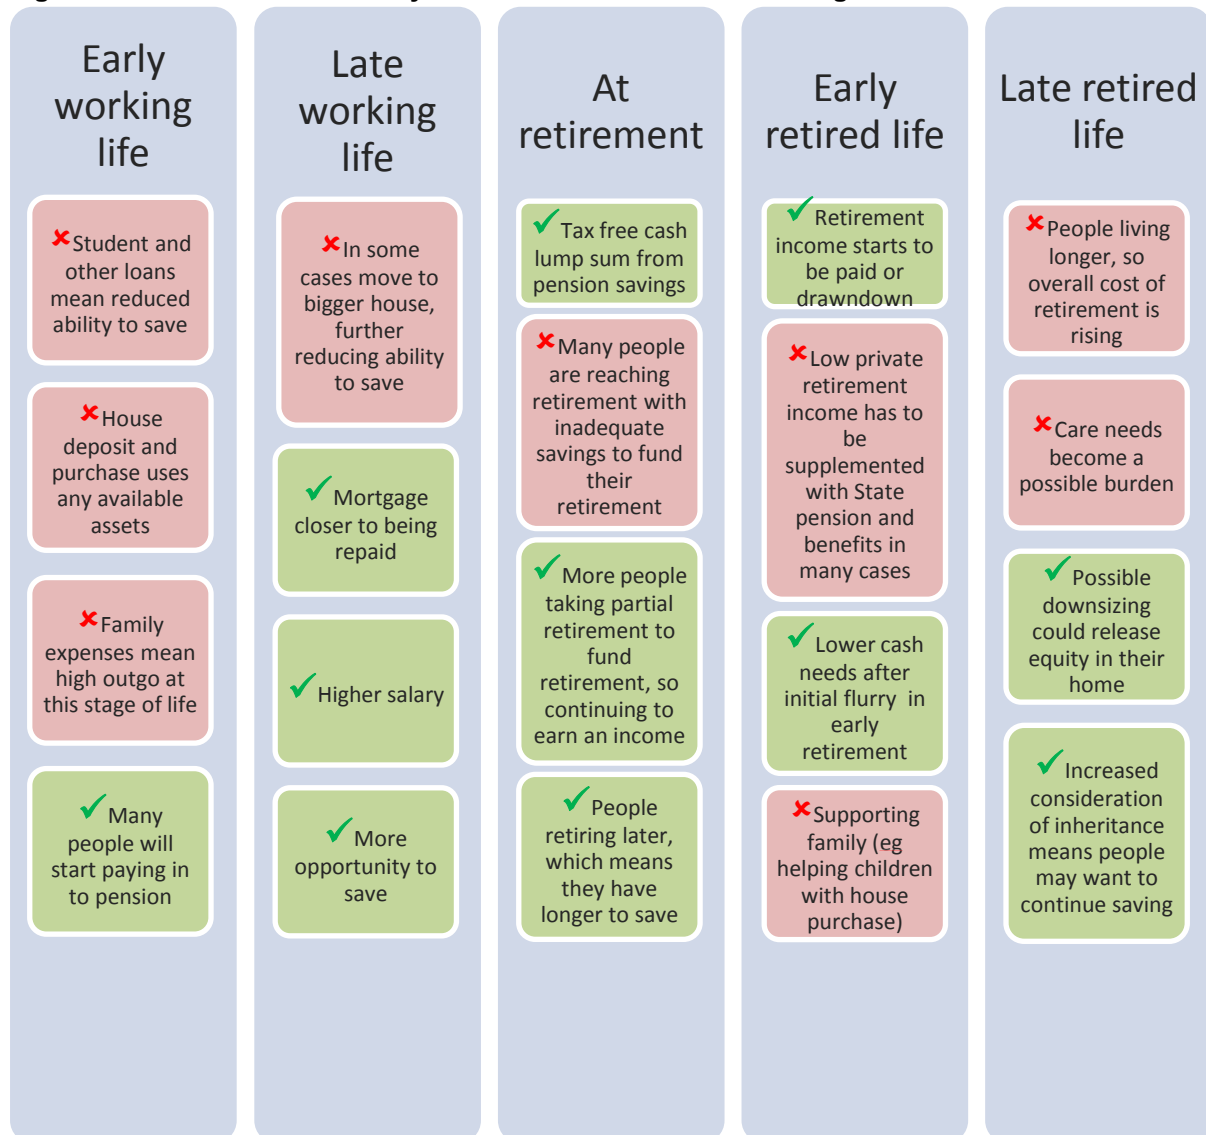 Early
working
life
✘Student and
other loans
mean reduced
ability to save
✘House
deposit and
purchase uses
any available
assets
✘Family
expenses mean
high outgo at
this stage of life
✓Many
people will
start paying in
to pension
Late
working
life
✘In some
cases move to
bigger house,
further
reducing ability
to save
✓Mortgage
closer to being
repaid
✓Higher salary
✓More
opportunity to
save
At
retirement
✓Tax free cash
lump sum from
pension savings
✘Many people
are reaching
retirement with
inadequate
savings to fund
their
retirement
✓More people
taking partial
retirement to
fund
retirement, so
continuing to
earn an income
✓People
retiring later,
which means
they have
longer to save
Early
retired life
✓Retirement
income starts to
be paid or
drawndown
✘Low private
retirement
income has to
be
supplemented
with State
pension and
benefits in
many cases
✓Lower cash
needs after
initial flurry in
early
retirement
✘Supporting
family (eg
helping children
with house
purchase)
Late retired
life
✘People living
longer, so
overall cost of
retirement is
rising
✘Care needs
become a
possible burden
✓Possible
downsizing
could release
equity in their
home
✓Increased
consideration
of inheritance
means people
may want to
continue saving